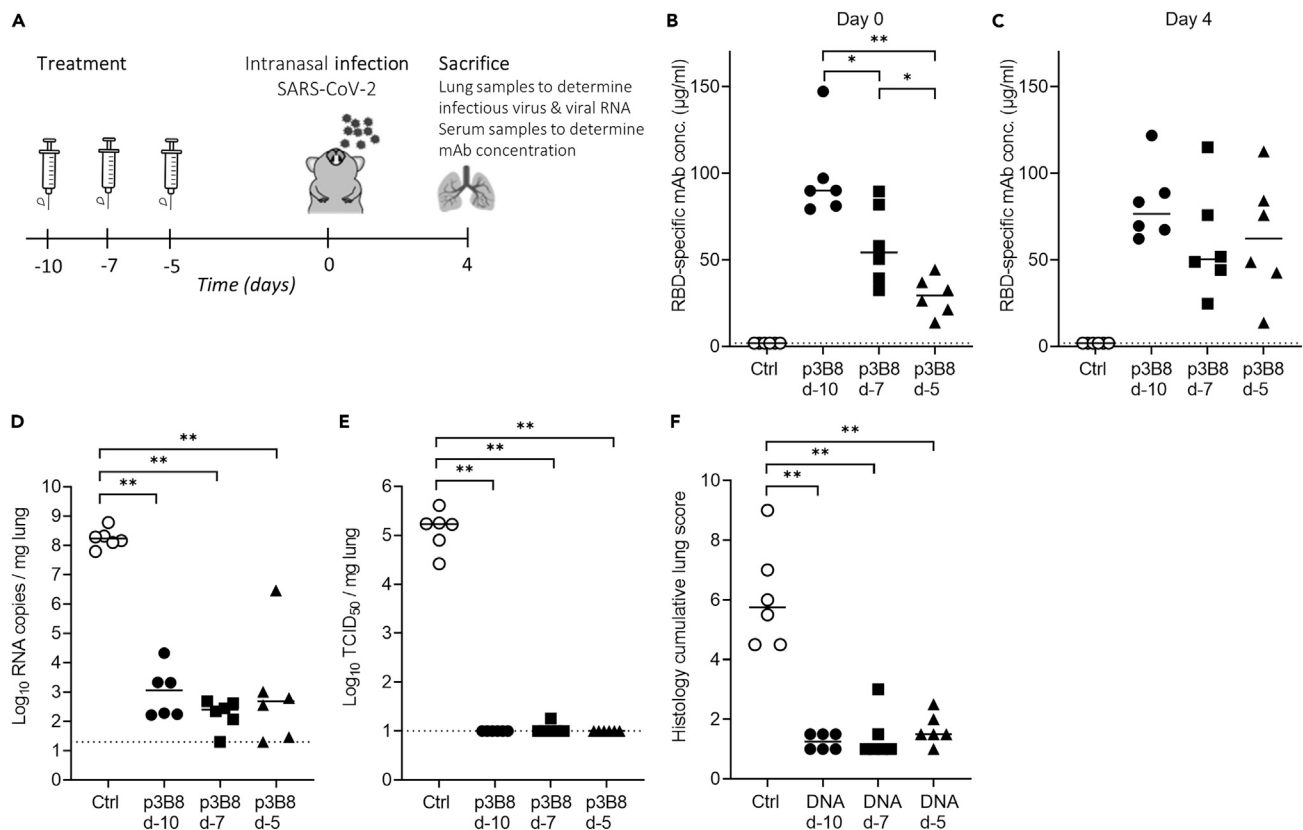 A
Treatment
Intranasal infection
SARS-CoV-2
Sacrifice
Lung samples to determine
infectious virus & viral RNA
Serum samples to determine
mAb concentration
-10
-7
-5
0
4
Time (days)
B
Day 0
RBD-specific mAb conc. (µg/ml)
150
100
50
0
**
*
*
Ctrl
p3B8
d-10
p3B8
d-7
p3B8
d-5
C
Day 4
RBD-specific mAb conc. (µg/ml)
150
100
50
0
Ctrl
p3B8
d-10
p3B8
d-7
p3B8
d-5
D
Log10 RNA copies / mg lung
10
9
8
7
6
5
4
3
2
1
0
**
**
**
Ctrl
p3B8
d-10
p3B8
d-7
p3B8
d-5
E
Log10 TCID50 / mg lung
6
5
4
3
2
1
0
**
**
**
Ctrl
p3B8
d-10
p3B8
d-7
p3B8
d-5
F
Histology cumulative lung score
10
8
6
4
2
0
**
**
**
Ctrl
DNA
d-10
DNA
d-7
DNA
d-5